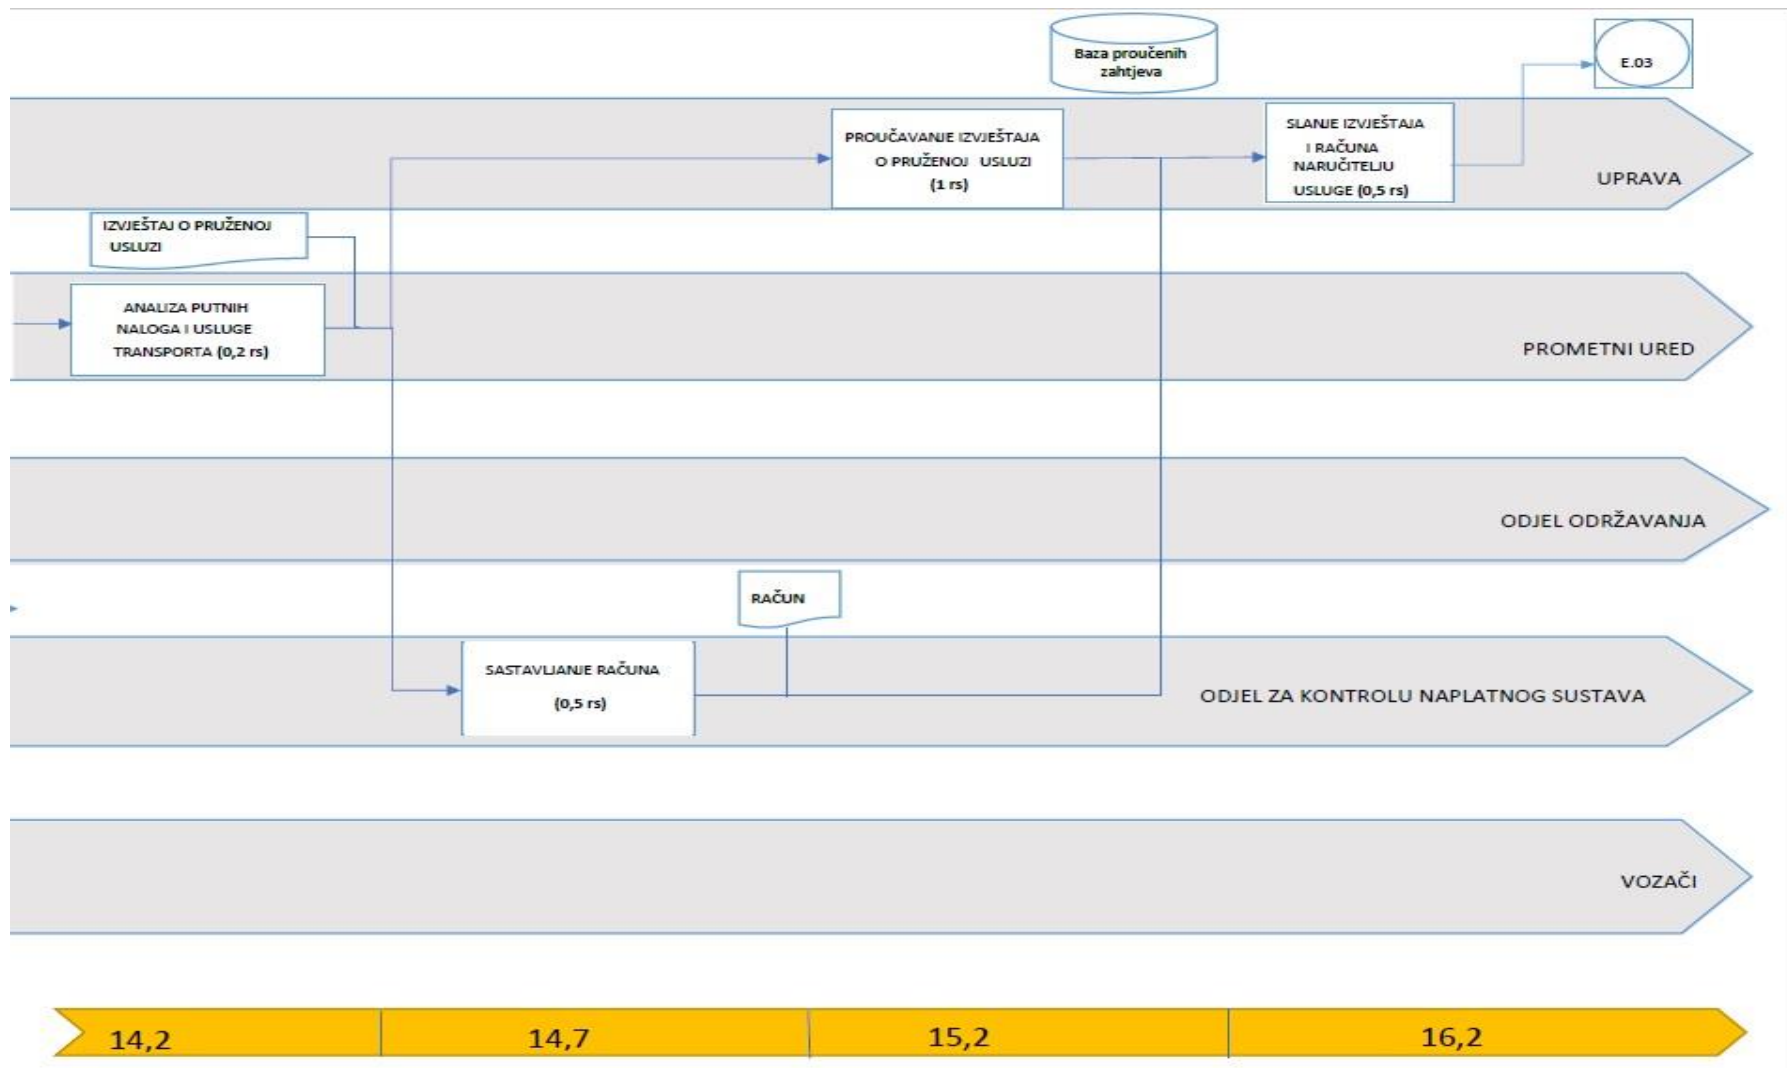 Baza proučenih
zahtjeva
E.03
PROUČAVANJE IZVJEŠTAJA
O PRUŽENOJ USLUZI
(1 rs)
SLANJE IZVJEŠTAJA
I RAČUNA
NARUČITELJU
USLUGE (0,5 rs)
UPRAVA
IZVJEŠTAJ O PRUŽENOJ
USLUZI
ANALIZA PUTNIH
NALOGA I USLUGE
TRANSPORTA (0,2 rs)
PROMETNI URED
ODJEL ODRŽAVANJA
RAČUN
SASTAVLJANJE RAČUNA
(0,5 rs)
ODJEL ZA KONTROLU NAPLATNOG SUSTAVA
VOZAČI
14,2
14,7
15,2
16,2